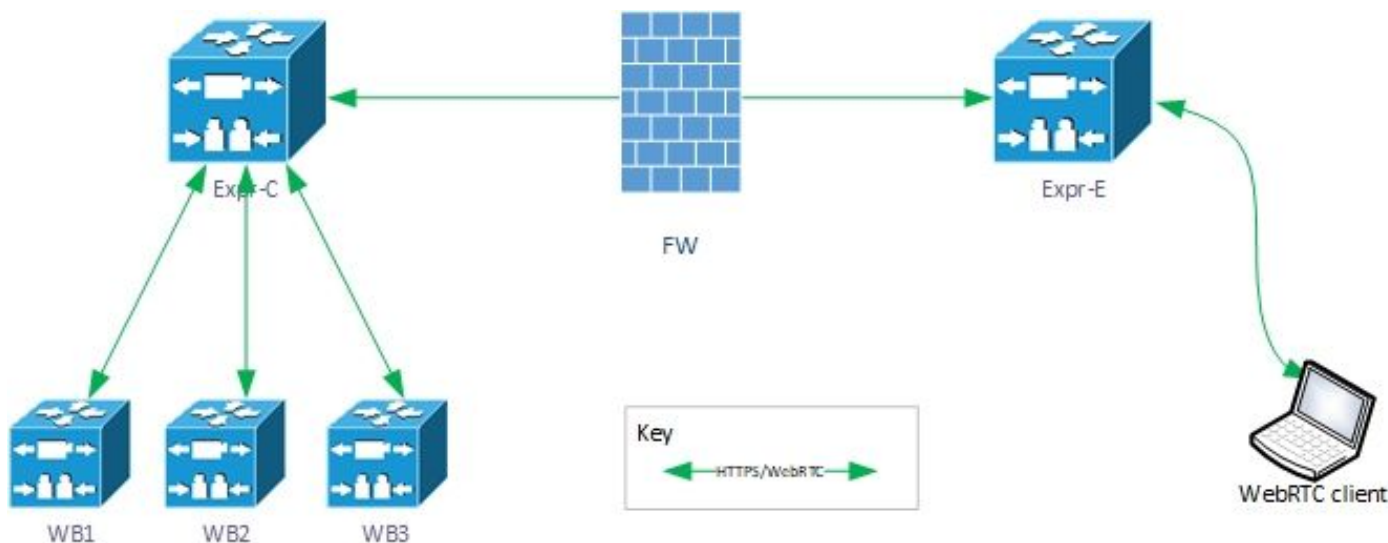 Expr-C
FW
Expr-E
Key
HTTPS/WebRTC
WebRTC client
WB1
WB2
WB3